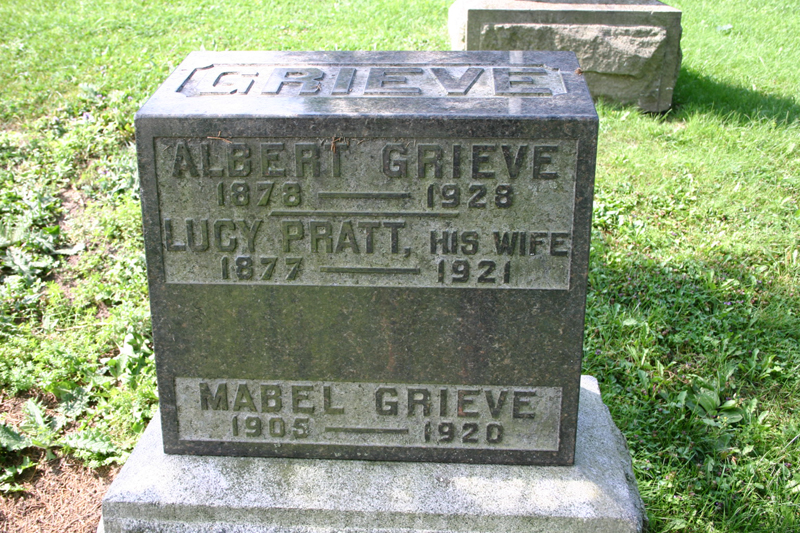 GRIEVE
ALBERT GRIEVE
1878 — 1928
LUCY PRATT, HIS WIFE
1877 — 1921
MABEL GRIEVE
1905 — 1920